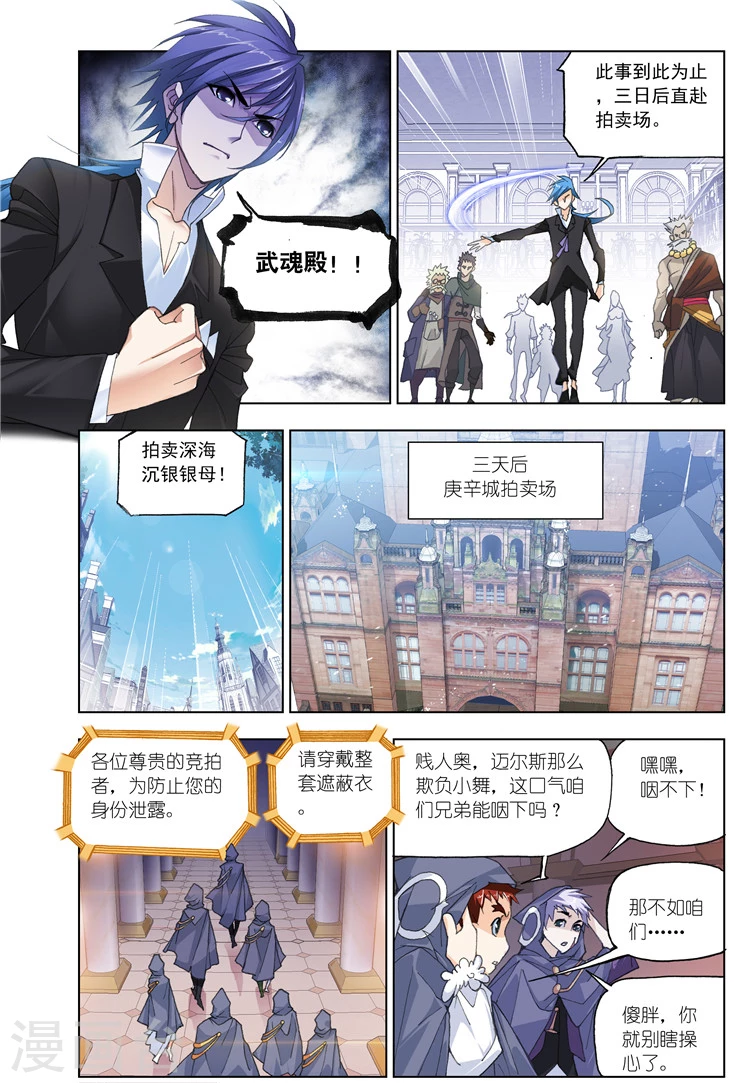 武魂殿！！
此事到此为止
，三日后直赴
拍卖场。
拍卖深海
沉银银母！
三天后
庚辛城拍卖场
各位尊贵的竞拍
者，为防止您的
身份泄露。
请穿戴整
套遮蔽衣
。
贱人奥，迈尔斯那么
欺负小舞，这口气咱
们兄弟能咽下吗？
嘿嘿，
咽不下！
那不如咱
们……
傻胖，你
就别瞎操
心了。